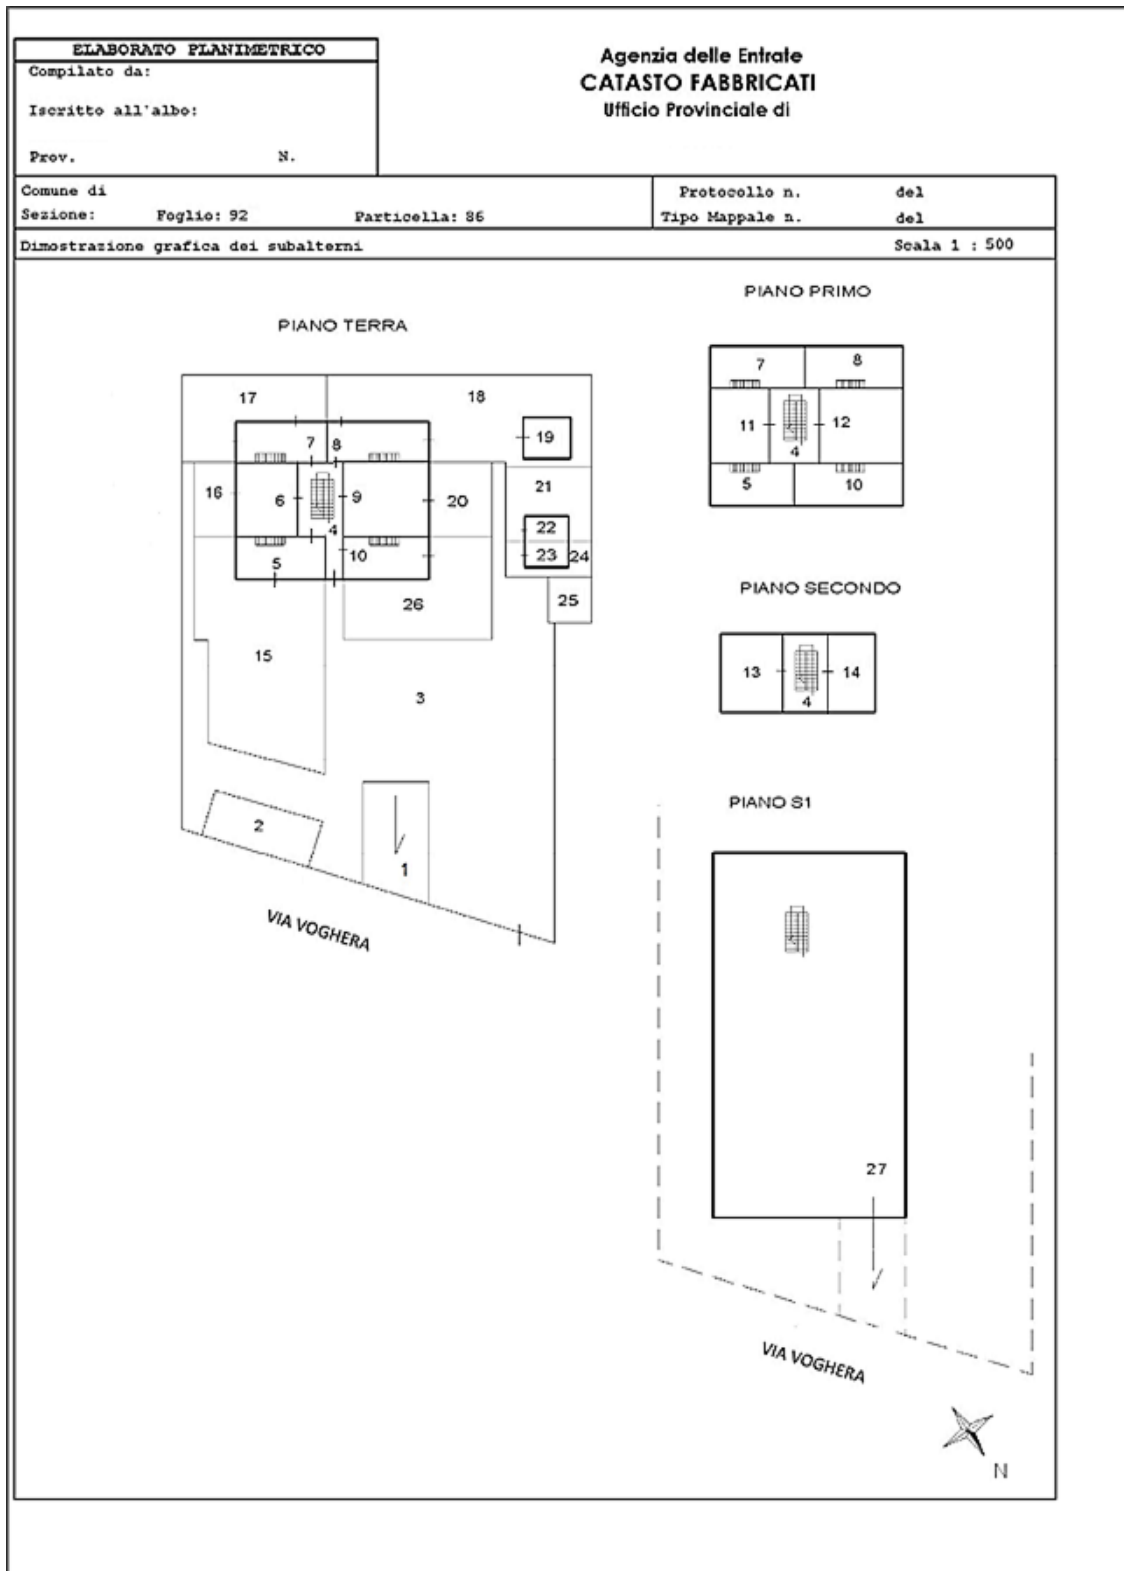 ELABORATO PLANIMETRICO
Compilato da:
Iscritto all'albo:
Prov. N.
Agenzia delle Entrate
CATASTO FABBRICATI
Ufficio Provinciale di
Comune di
Sezione: Foglio: 92 Particella: 86
Protocollo n. del
Tipo Mappale n. del
Dimostrazione grafica dei subalterni Scala 1 : 500
PIANO TERRA
17 18
19
7 8
16 6 9 20 21
4 22
5 10 23 24
26 25
15
3
2
1
VIA VOGHERA
PIANO PRIMO
7 8
11 12
4
5 10
PIANO SECONDO
13 14
4
PIANO S1
27
VIA VOGHERA
N